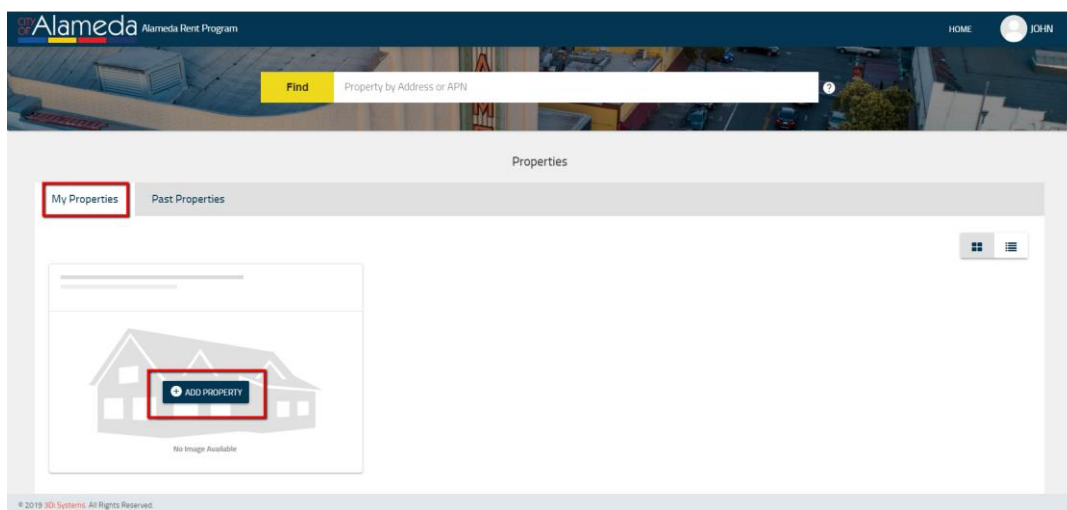 CITY OF Alameda Alameda Rent Program HOME JOHN
Find Property by Address or APN ?
Properties
My Properties Past Properties
ADD PROPERTY
No Image Available
© 2019 3Di Systems. All Rights Reserved.